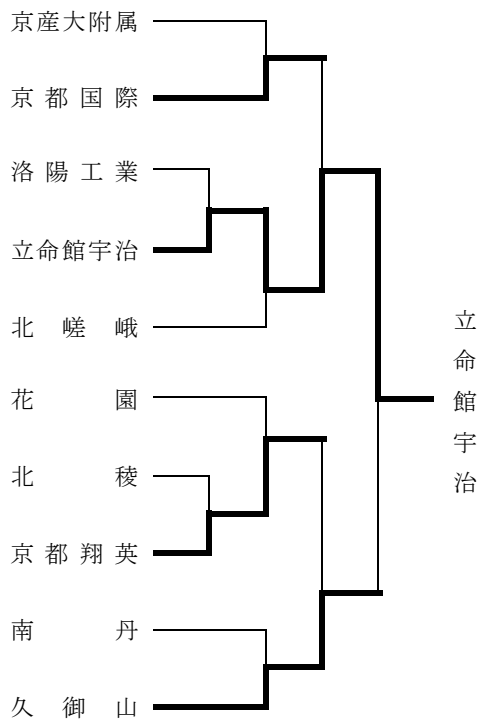 京産大附属
京都国際
洛陽工業
立命館宇治
北嵯峨
花園
北稜
京都翔英
南丹
久御山
立命館宇治